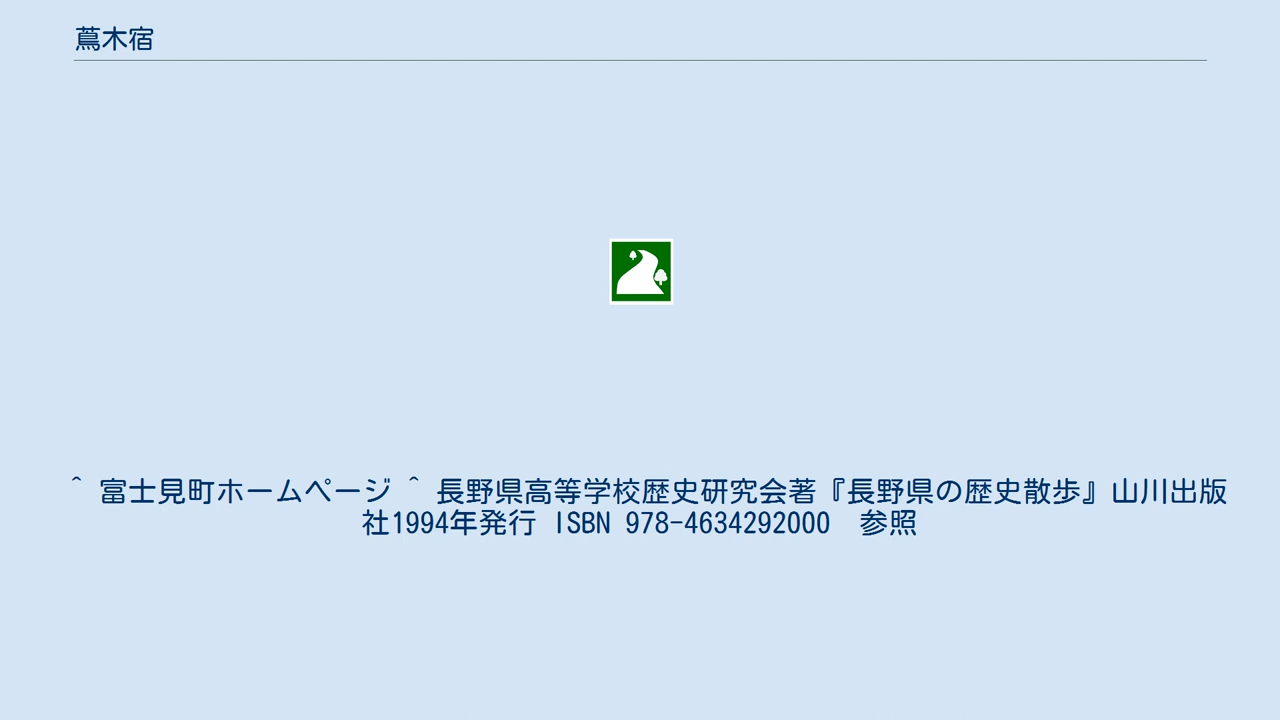 蔦木宿
^ 富士見町ホームページ ^ 長野県高等学校歴史研究会著『長野県の歴史散歩』山川出版
社1994年発行 ISBN 978-4634292000　参照